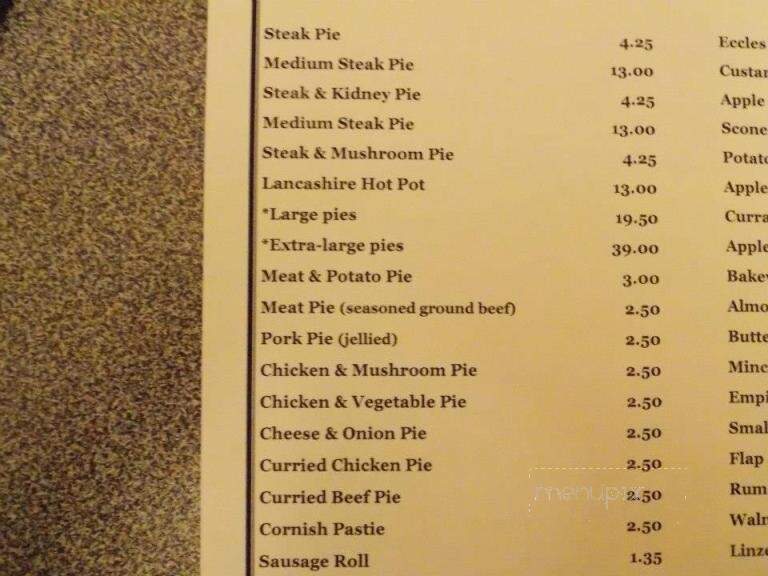 Steak Pie 4.25
Medium Steak Pie 13.00
Steak & Kidney Pie 4.25
Medium Steak Pie 13.00
Steak & Mushroom Pie 4.25
Lancashire Hot Pot 13.00
*Large pies 19.50
*Extra-large pies 39.00
Meat & Potato Pie 3.00
Meat Pie (seasoned ground beef) 2.50
Pork Pie (jellied) 2.50
Chicken & Mushroom Pie 2.50
Chicken & Vegetable Pie 2.50
Cheese & Onion Pie 2.50
Curried Chicken Pie 2.50
Curried Beef Pie 2.50
Cornish Pastie 2.50
Sausage Roll 1.35
Eccles
Custar
Apple
Scone
Potato
Apple
Curra
Apple
Bakew
Almo
Butte
Minc
Empi
Smal
Flap
Rum
Waln
Linze